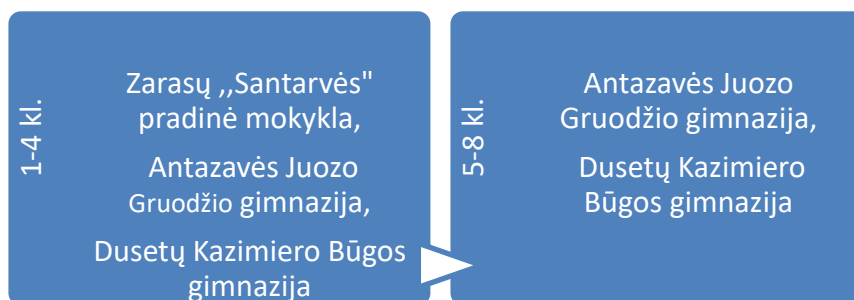 1-4 kl.
Zarasų ,,Santarvės"
pradinė mokykla,
Antazavės Juozo
Gruodžio gimnazija,
Dusetų Kazimiero Būgos
gimnazija
5-8 kl.
Antazavės Juozo
Gruodžio gimnazija,
Dusetų Kazimiero
Būgos gimnazija